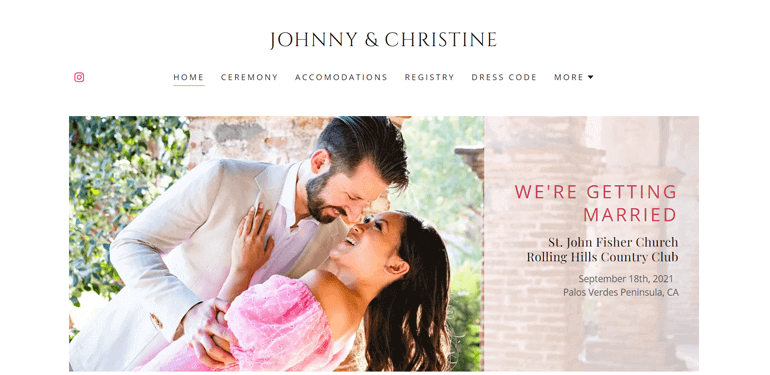 JOHNNY & CHRISTINE
HOME CEREMONY ACCOMODATIONS REGISTRY DRESS CODE MORE
WE'RE GETTING
MARRIED
St. John Fisher Church
Rolling Hills Country Club
September 18th, 2021
Palos Verdes Peninsula, CA